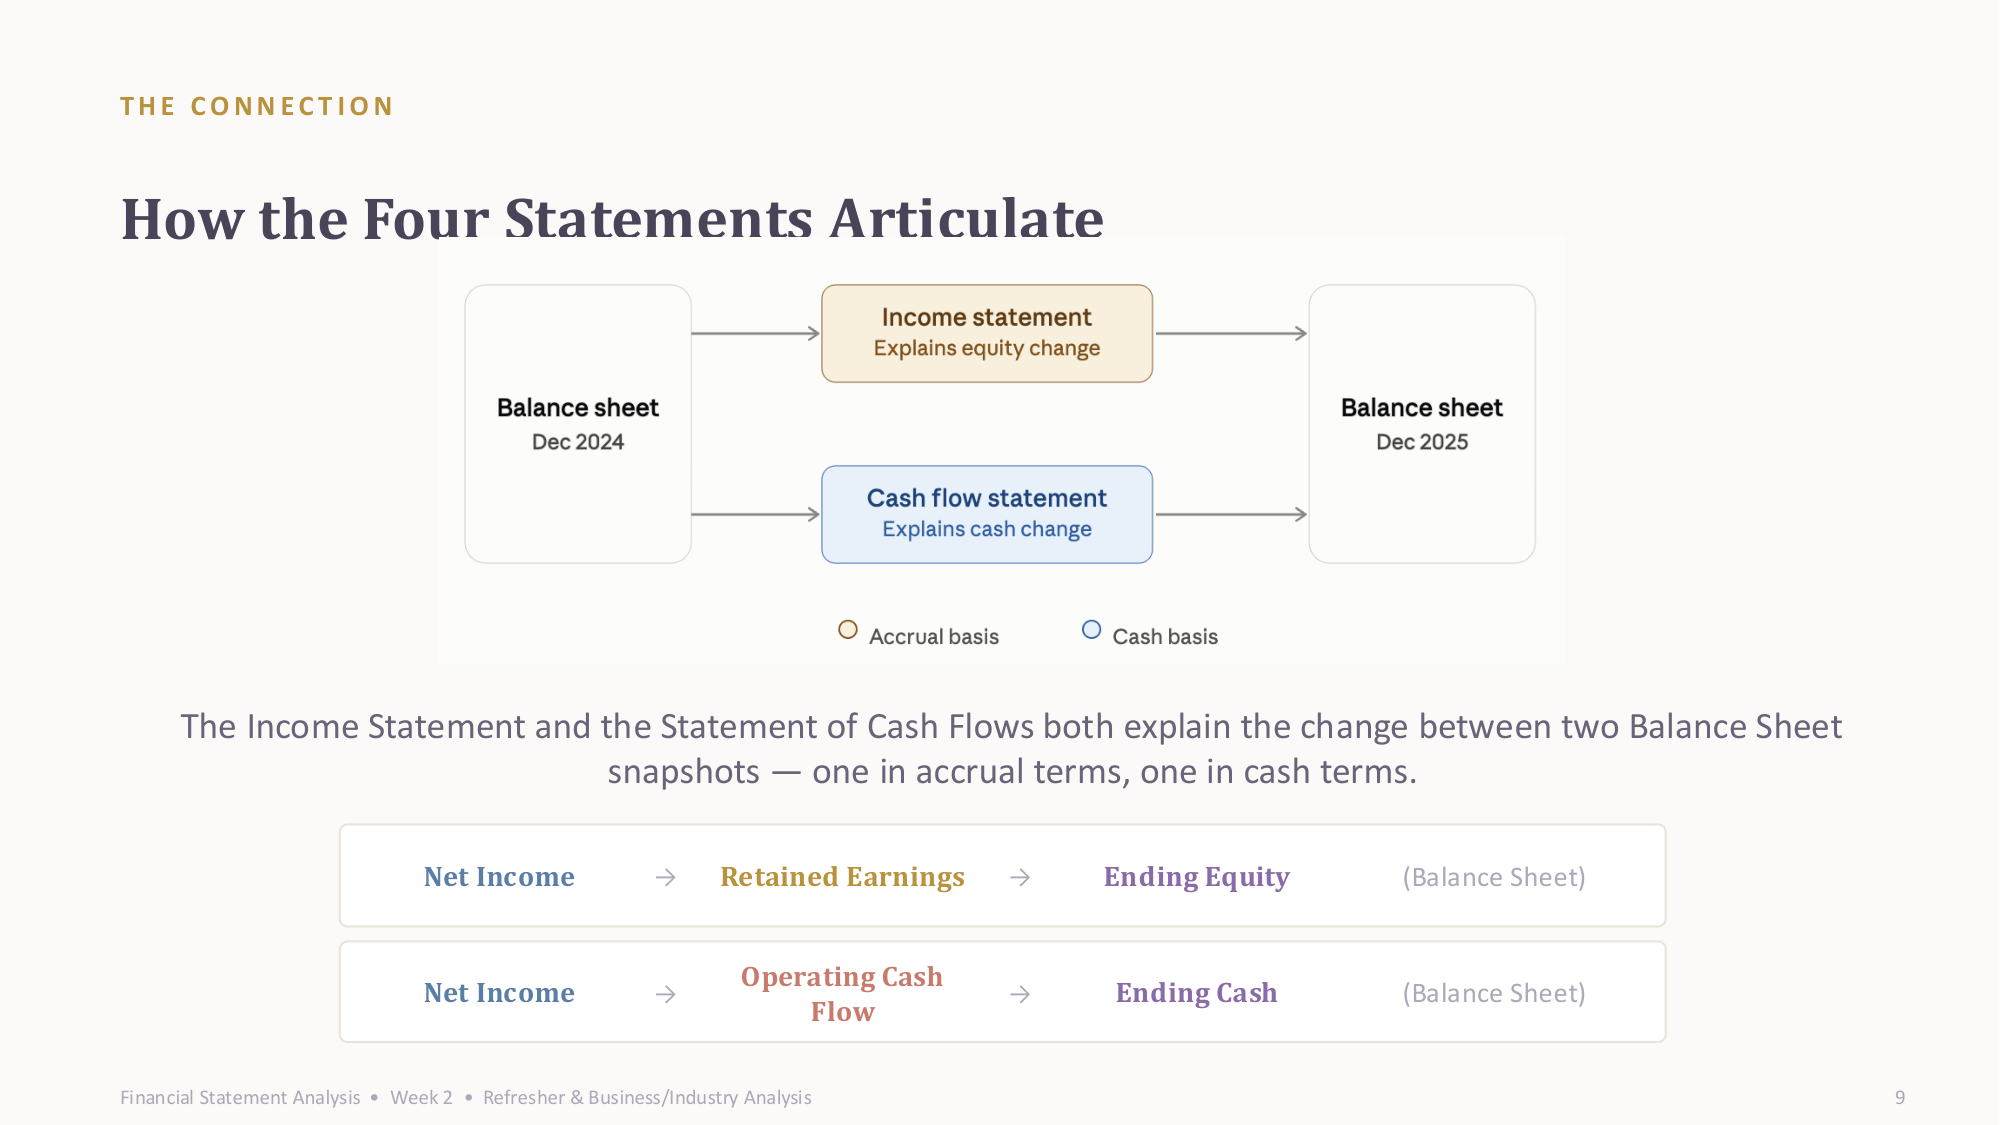 THE CONNECTION
How the Four Statements Articulate
Income statement
Explains equity change
Balance sheet
Dec 2024
Balance sheet
Dec 2025
Cash flow statement
Explains cash change
Accrual basis
Cash basis
The Income Statement and the Statement of Cash Flows both explain the change between two Balance Sheet
snapshots — one in accrual terms, one in cash terms.
Net Income → Retained Earnings → Ending Equity (Balance Sheet)
Net Income → Operating Cash Flow → Ending Cash (Balance Sheet)
Financial Statement Analysis • Week 2 • Refresher & Business/Industry Analysis
9